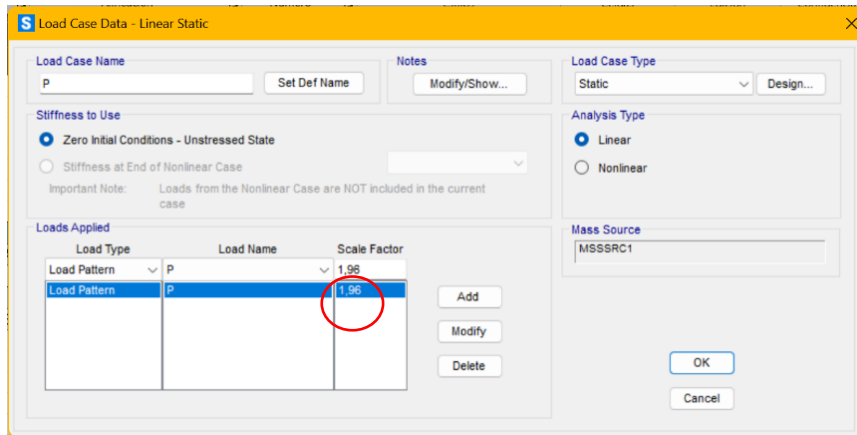 S Load Case Data - Linear Static
Load Case Name
P
Set Def Name
Notes
Modify/Show...
Load Case Type
Static
Design...
Stiffness to Use
Zero Initial Conditions - Unstressed State
Stiffness at End of Nonlinear Case
Important Note: Loads from the Nonlinear Case are NOT included in the current
case
Analysis Type
Linear
Nonlinear
Loads Applied
Load Type Load Name Scale Factor
Load Pattern P 1,96
Load Pattern P 1,96
Add
Modify
Delete
Mass Source
MSSSRC1
OK
Cancel